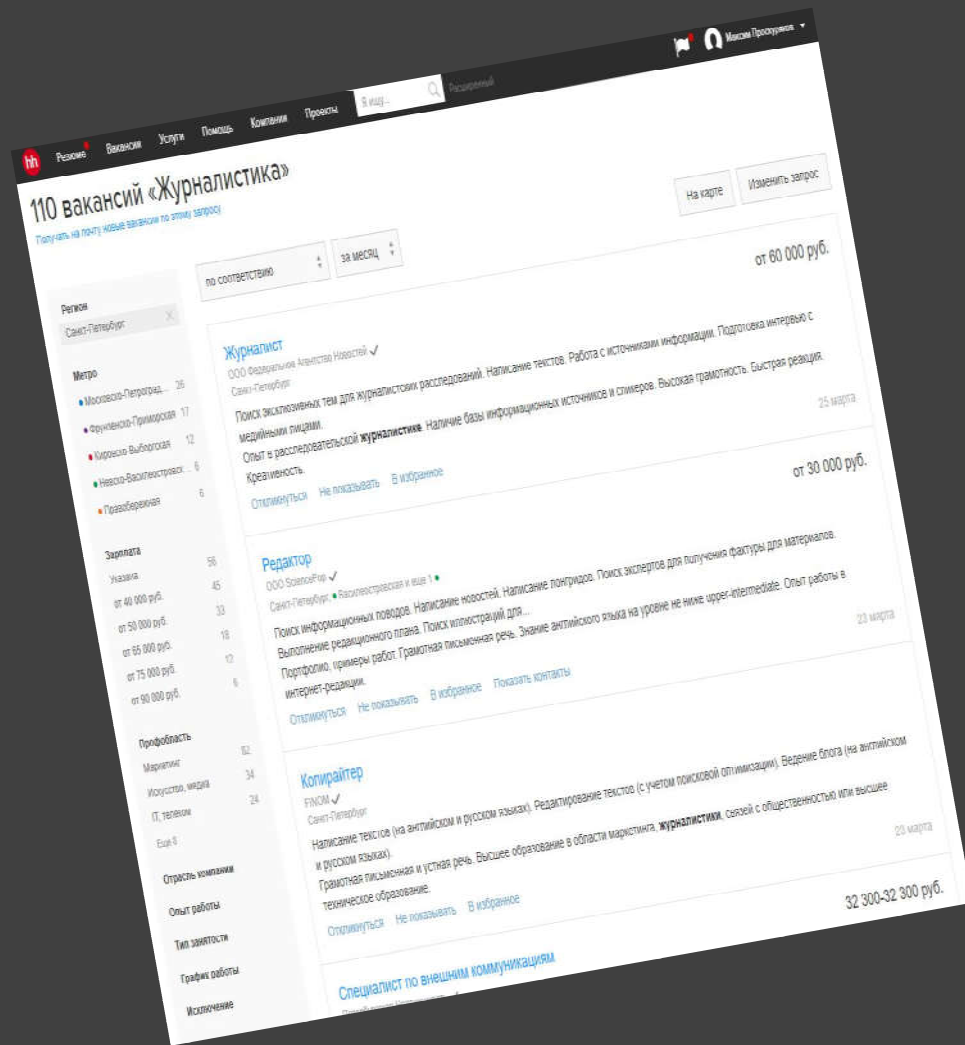 hh Резюме Вакансии Услуги Помощь Компании Проекты Я ищу... Расширенный Максим Проскуряков
110 вакансий «Журналистика»
Получать на почту новые вакансии по этому запросу
На карте Изменить запрос
по соответствию за месяц
Регион
Санкт-Петербург
Метро
Московско-Петроград... 26
Фрунзенско-Приморская 17
Кировско-Выборгская 12
Невско-Василеостровск... 6
Правобережная 6
Зарплата
Указана 56
от 40 000 руб. 45
от 50 000 руб. 33
от 65 000 руб. 18
от 75 000 руб. 12
от 90 000 руб. 6
Профобласть
Маркетинг 82
Искусство, медиа 34
IT, телеком 24
Еще 8
Отрасль компании
Опыт работы
Тип занятости
График работы
Исключение
Журналист от 60 000 руб.
ООО Федеральное Агентство Новостей
Санкт-Петербург
Поиск эксклюзивных тем для журналистских расследований. Написание текстов. Работа с источниками информации. Подготовка интервью с
медийными лицами.
Опыт в расследовательской журналистике. Наличие базы информационных источников и спикеров. Высокая грамотность. Быстрая реакция.
Креативность.
Откликнуться Не показывать В избранное 25 марта
Редактор от 30 000 руб.
ООО SciencePop
Санкт-Петербург, Василеостровская и еще 1
Поиск информационных поводов. Написание новостей. Написание лонгридов. Поиск экспертов для получения фактуры для материалов.
Выполнение редакционного плана. Поиск иллюстраций для...
Портфолио, примеры работ. Грамотная письменная речь. Знание английского языка на уровне не ниже upper-intermediate. Опыт работы в
интернет-редакции.
Откликнуться Не показывать В избранное Показать контакты 23 марта
Копирайтер
FINOM
Санкт-Петербург
Написание текстов (на английском и русском языках). Редактирование текстов (с учетом поисковой оптимизации). Ведение блога (на английском
и русском языках).
Грамотная письменная и устная речь. Высшее образование в области маркетинга, журналистики, связей с общественностью или высшее
техническое образование.
Откликнуться Не показывать В избранное 20 марта
Специалист по внешним коммуникациям 32 300-32 300 руб.